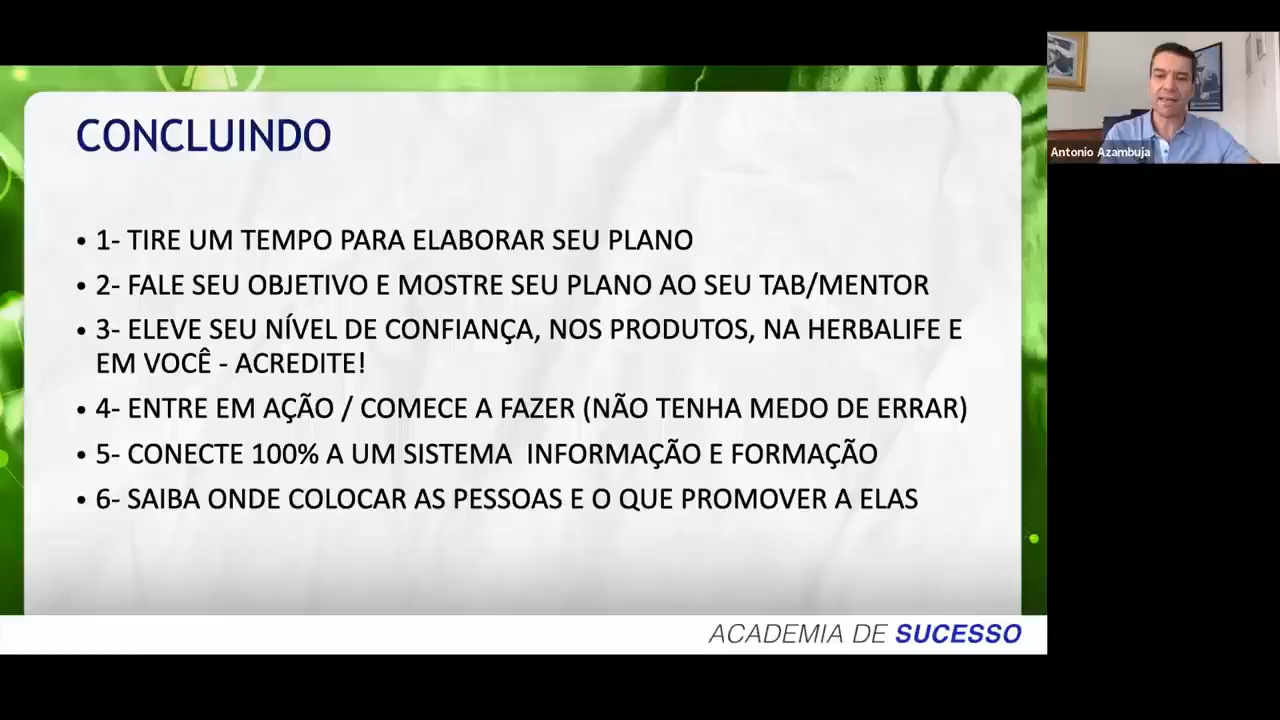 CONCLUINDO
• 1- TIRE UM TEMPO PARA ELABORAR SEU PLANO
• 2- FALE SEU OBJETIVO E MOSTRE SEU PLANO AO SEU TAB/MENTOR
• 3- ELEVE SEU NÍVEL DE CONFIANÇA, NOS PRODUTOS, NA HERBALIFE E
EM VOCÊ - ACREDITE!
• 4- ENTRE EM AÇÃO / COMECE A FAZER (NÃO TENHA MEDO DE ERRAR)
• 5- CONECTE 100% A UM SISTEMA  INFORMAÇÃO E FORMAÇÃO
• 6- SAIBA ONDE COLOCAR AS PESSOAS E O QUE PROMOVER A ELAS
ACADEMIA DE SUCESSO
Antonio Azambuja